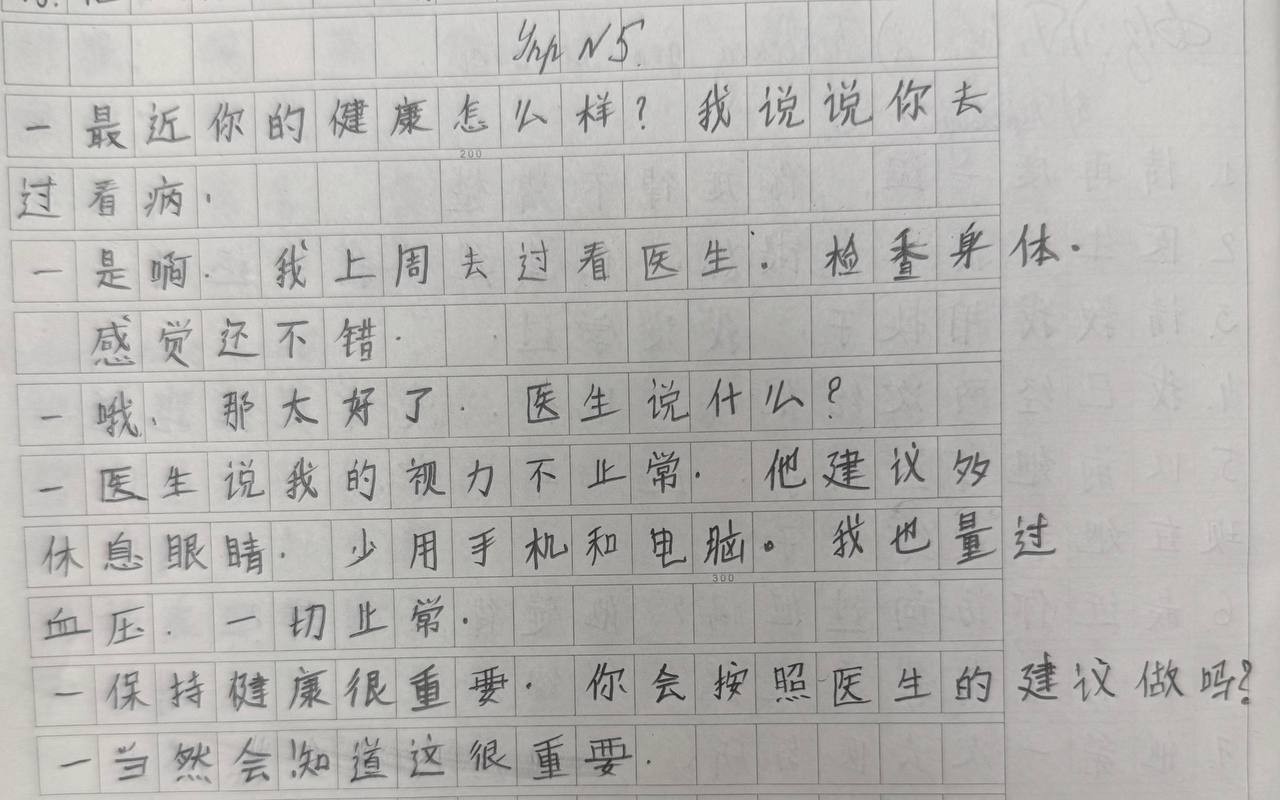 Упр N5.
一 最近你的健康怎么样? 我说说你去
200
过看病.
一 是啊. 我上周去过看医生. 检查身体.
感觉还不错.
一 哦. 那太好了. 医生说什么?
一 医生说我的视力不止常. 他建议多
休息眼睛. 少用手机和电脑。 我也量过
300
血压. 一切止常.
一 保持健康很重要. 你会按照医生的建议做吗?
一 当然会知道这很重要.